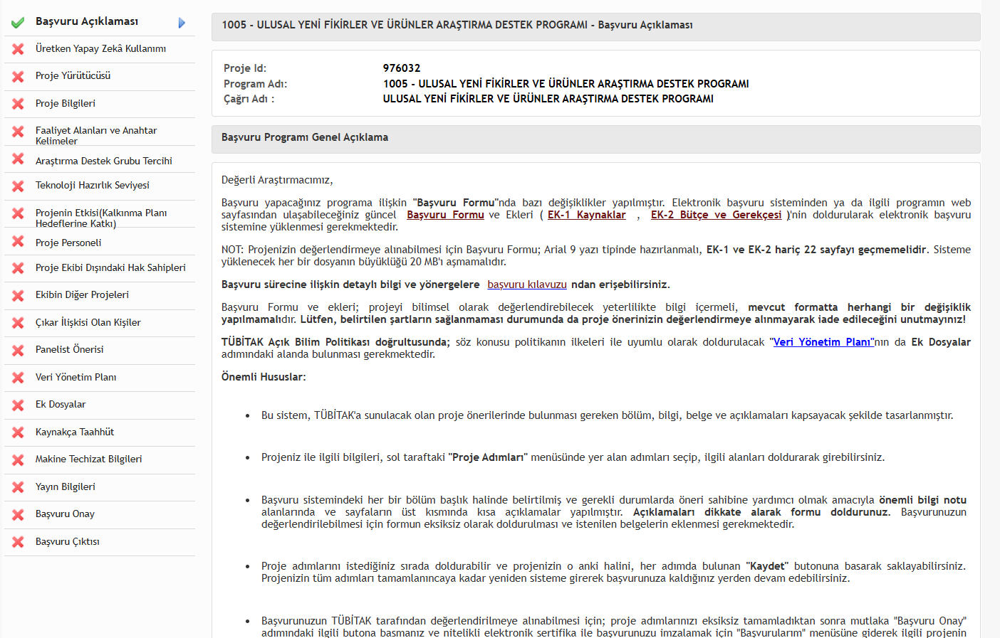 Başvuru Açıklaması
Üretken Yapay Zekâ Kullanımı
Proje Yürütücüsü
Proje Bilgileri
Faaliyet Alanları ve Anahtar
Kelimeler
Araştırma Destek Grubu Tercihi
Teknoloji Hazırlık Seviyesi
Projenin Etkisi(Kalkınma Planı
Hedeflerine Katkı)
Proje Personeli
Proje Ekibi Dışındaki Hak Sahipleri
Ekibin Diğer Projeleri
Çıkar İlişkisi Olan Kişiler
Panelist Önerisi
Veri Yönetim Planı
Ek Dosyalar
Kaynakça Taahhüt
Makine Techizat Bilgileri
Yayın Bilgileri
Başvuru Onay
Başvuru Çıktısı
1005 - ULUSAL YENİ FİKİRLER VE ÜRÜNLER ARAŞTIRMA DESTEK PROGRAMI - Başvuru Açıklaması
Proje Id: 976032
Program Adı: 1005 - ULUSAL YENİ FİKİRLER VE ÜRÜNLER ARAŞTIRMA DESTEK PROGRAMI
Çağrı Adı : ULUSAL YENİ FİKİRLER VE ÜRÜNLER ARAŞTIRMA DESTEK PROGRAMI
Başvuru Programı Genel Açıklama
Değerli Araştırmacımız,
Başvuru yapacağınız programa ilişkin "Başvuru Formu"nda bazı değişiklikler yapılmıştır. Elektronik başvuru sisteminden ya da ilgili programın web
sayfasından ulaşabileceğiniz güncel Başvuru Formu ve Ekleri ( EK-1 Kaynaklar , EK-2 Bütçe ve Gerekçesi )'nin doldurularak elektronik başvuru
sistemine yüklenmesi gerekmektedir.
NOT: Projenizin değerlendirmeye alınabilmesi için Başvuru Formu; Arial 9 yazı tipinde hazırlanmalı, EK-1 ve EK-2 hariç 22 sayfayı geçmemelidir. Sisteme
yüklenecek her bir dosyanın büyüklüğü 20 MB'ı aşmamalıdır.
Başvuru sürecine ilişkin detaylı bilgi ve yönergelere başvuru kılavuzu ndan erişebilirsiniz.
Başvuru Formu ve ekleri; projeyi bilimsel olarak değerlendirebilecek yeterlilikte bilgi içermeli, mevcut formatta herhangi bir değişiklik
yapılmamalıdır. Lütfen, belirtilen şartların sağlanmaması durumunda da proje önerinizin değerlendirmeye alınmayarak iade edileceğini unutmayınız!
TÜBİTAK Açık Bilim Politikası doğrultusunda; söz konusu politikanın ilkeleri ile uyumlu olarak doldurulacak "Veri Yönetim Planı"nın da Ek Dosyalar
adımındaki alanda bulunması gerekmektedir.
Önemli Hususlar:
• Bu sistem, TÜBİTAK'a sunulacak olan proje önerilerinde bulunması gereken bölüm, bilgi, belge ve açıklamaları kapsayacak şekilde tasarlanmıştır.
• Projeniz ile ilgili bilgileri, sol taraftaki "Proje Adımları" menüsünde yer alan adımları seçip, ilgili alanları doldurarak girebilirsiniz.
• Başvuru sistemindeki her bir bölüm başlık halinde belirtilmiş ve gerekli durumlarda öneri sahibine yardımcı olmak amacıyla önemli bilgi notu
alanlarında ve sayfaların üst kısmında kısa açıklamalar yapılmıştır. Açıklamaları dikkate alarak formu doldurunuz. Başvurunuzun
değerlendirilebilmesi için formun eksiksiz olarak doldurulması ve istenilen belgelerin eklenmesi gerekmektedir.
• Proje adımlarını istediğiniz sırada doldurabilir ve projenizin o anki halini, her adımda bulunan "Kaydet" butonuna basarak saklayabilirsiniz.
Projenizin tüm adımları tamamlanıncaya kadar yeniden sisteme girerek başvurunuza kaldığınız yerden devam edebilirsiniz.
• Başvurunuzun TÜBİTAK tarafından değerlendirilmeye alınabilmesi için; proje adımlarınızı eksiksiz tamamladıktan sonra mutlaka "Başvuru Onay"
adımındaki ilgili butona basmanız ve nitelikli elektronik sertifika ile başvurunuzu imzalamak için "Başvurularım" menüsüne giderek ilgili projenin